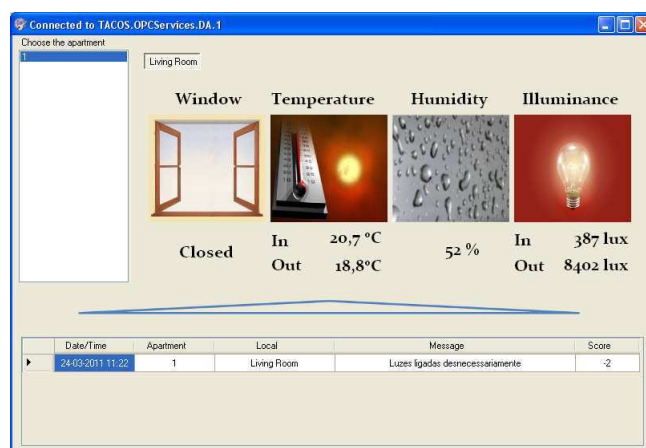 Connected to TACOS.OPCServices.DA.1
Choose the apartment
1
Living Room
Window Temperature Humidity Illuminance
Closed
In 20,7 ºC
Out 18,8ºC
52 %
In 387 lux
Out 8402 lux
Date/Time Apartment Local Message Score
24-03-2011 11:22 1 Living Room Luzes ligadas desnecessariamente -2